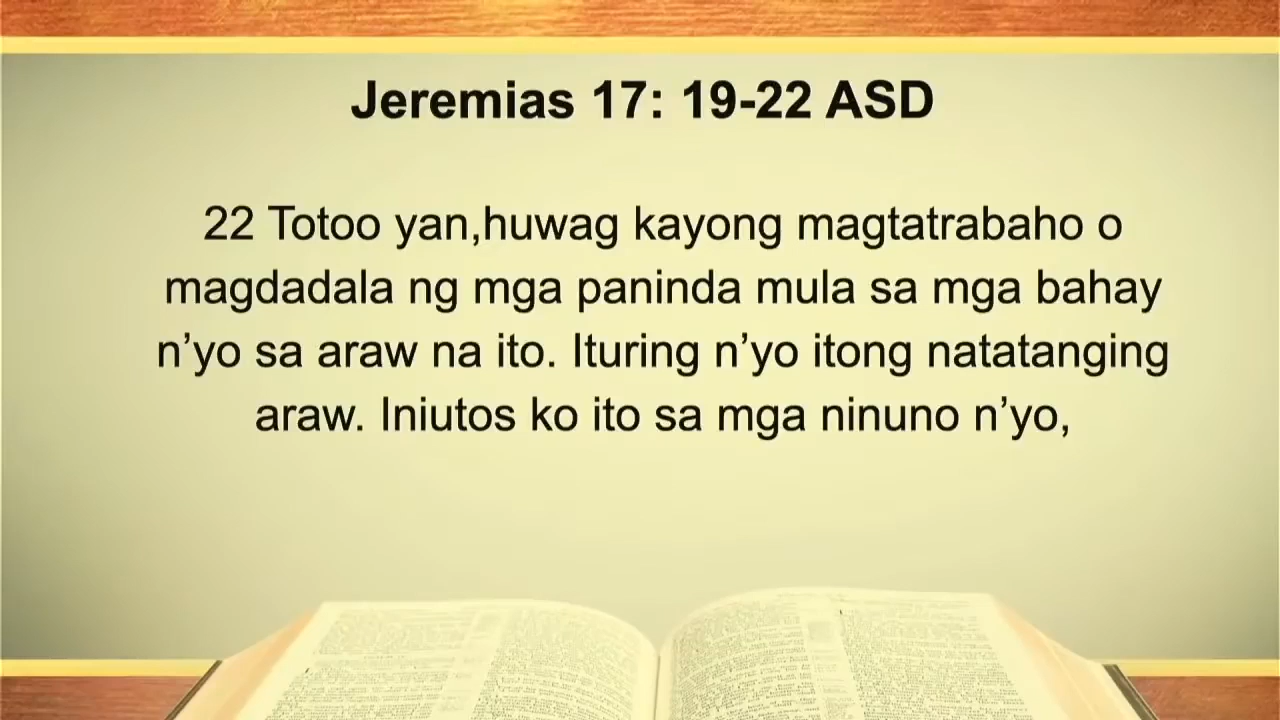 Jeremias 17: 19-22 ASD
22 Totoo yan,huwag kayong magtatrabaho o
magdadala ng mga paninda mula sa mga bahay
n’yo sa araw na ito. Ituring n’yo itong natatanging
araw. Iniutos ko ito sa mga ninuno n’yo,